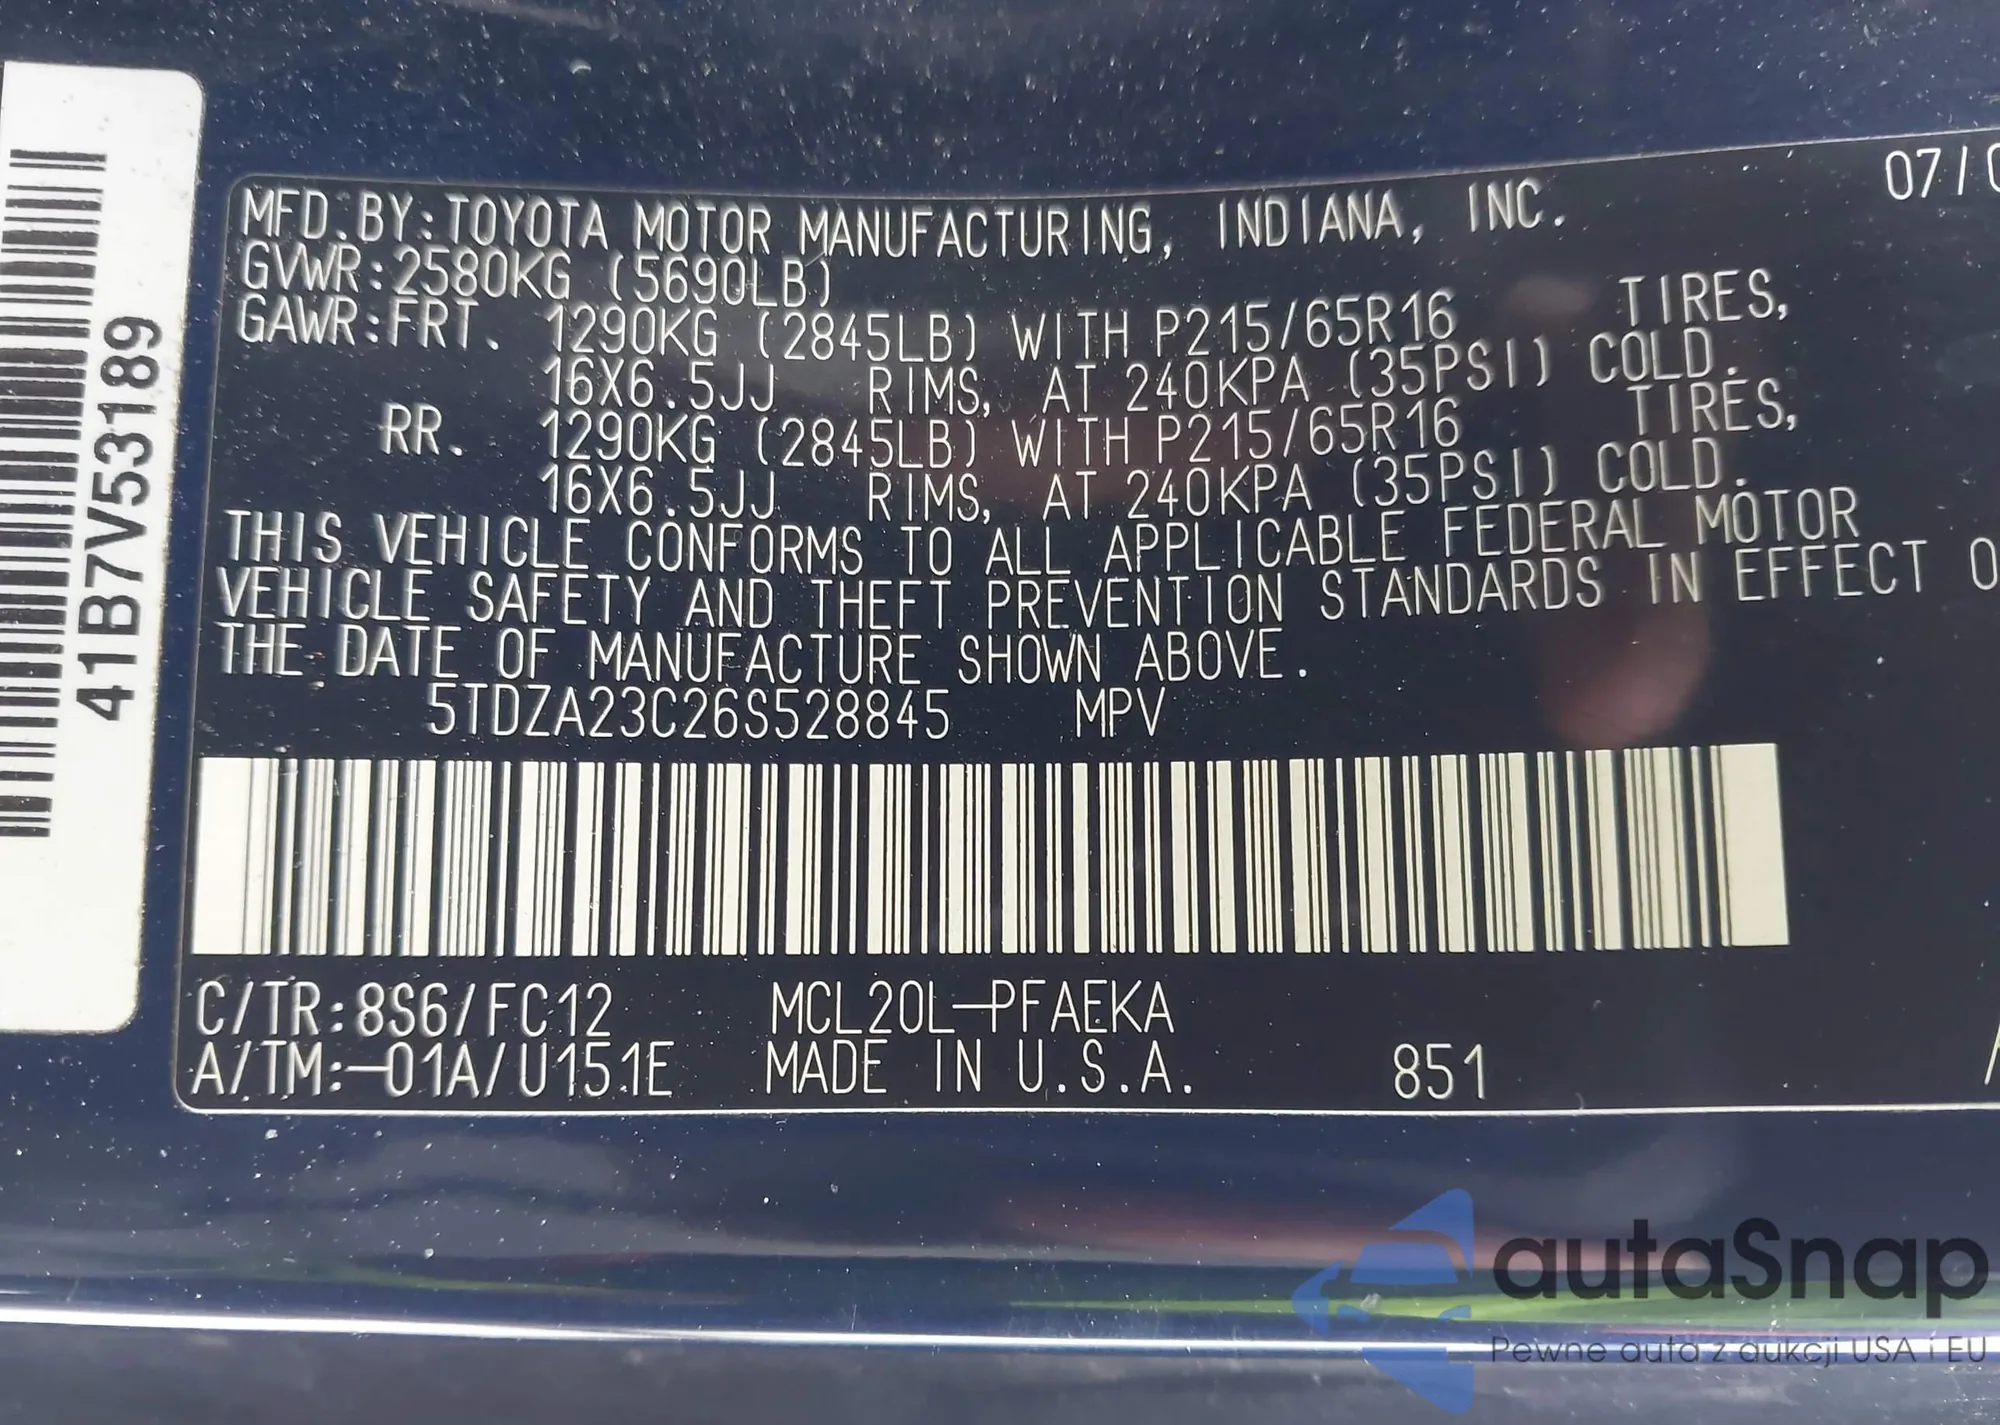 41B7V53189
07/0
MFD. BY: TOYOTA MOTOR MANUFACTURING, INDIANA, INC.
GVWR: 2580KG (5690LB)
GAWR: FRT. 1290KG (2845LB) WITH P215/65R16 TIRES,
16X6.5JJ RIMS, AT 240KPA (35PSI) COLD.
RR. 1290KG (2845LB) WITH P215/65R16 TIRES,
16X6.5JJ RIMS, AT 240KPA (35PSI) COLD.
THIS VEHICLE CONFORMS TO ALL APPLICABLE FEDERAL MOTOR
VEHICLE SAFETY AND THEFT PREVENTION STANDARDS IN EFFECT O
THE DATE OF MANUFACTURE SHOWN ABOVE.
5TDZA23C26S528845 MPV
C/TR: 8S6/FC12 MCL20L-PFAEKA
A/TM: -01A/U151E MADE IN U.S.A. 851
autaSnap
Pewne auta z aukcji USA i EU